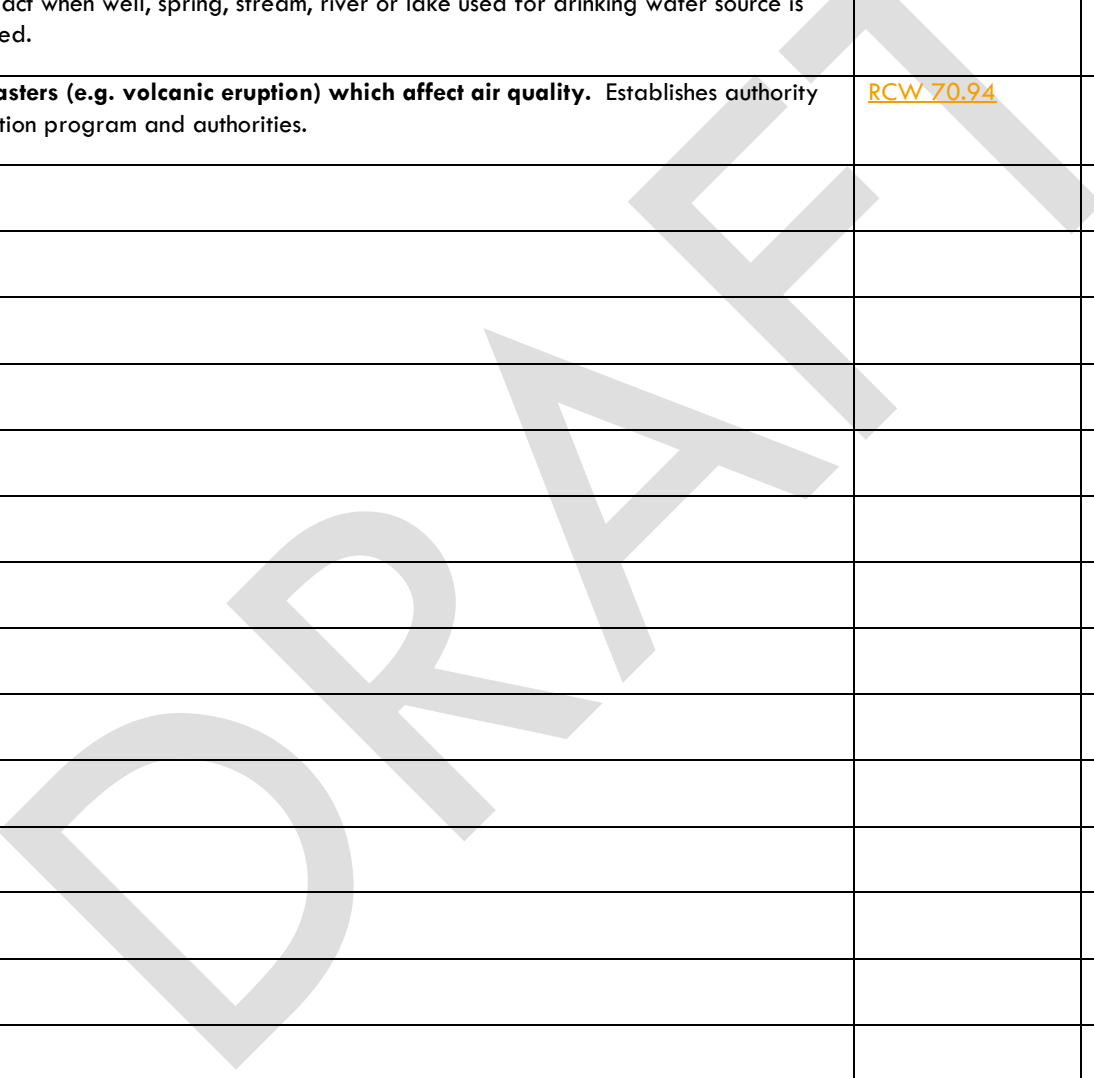 act when well, spring, stream, river or lake used for drinking water source is
ed.
asters (e.g. volcanic eruption) which affect air quality. Establishes authority
RCW 70.94
tion program and authorities.
DRAFT